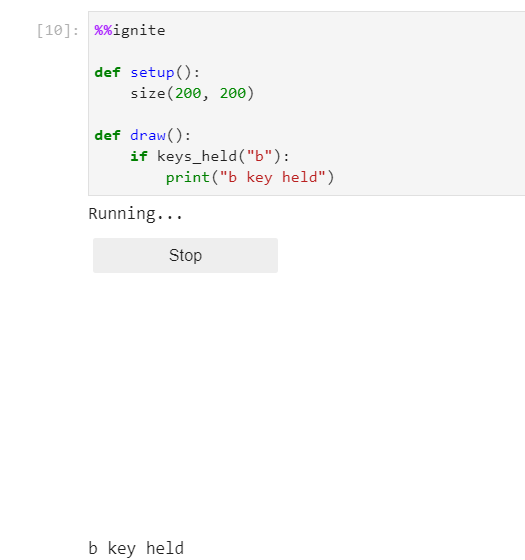 [10]: %%ignite
def setup():
    size(200, 200)
def draw():
    if keys_held("b"):
        print("b key held")
Running...
Stop
b key held